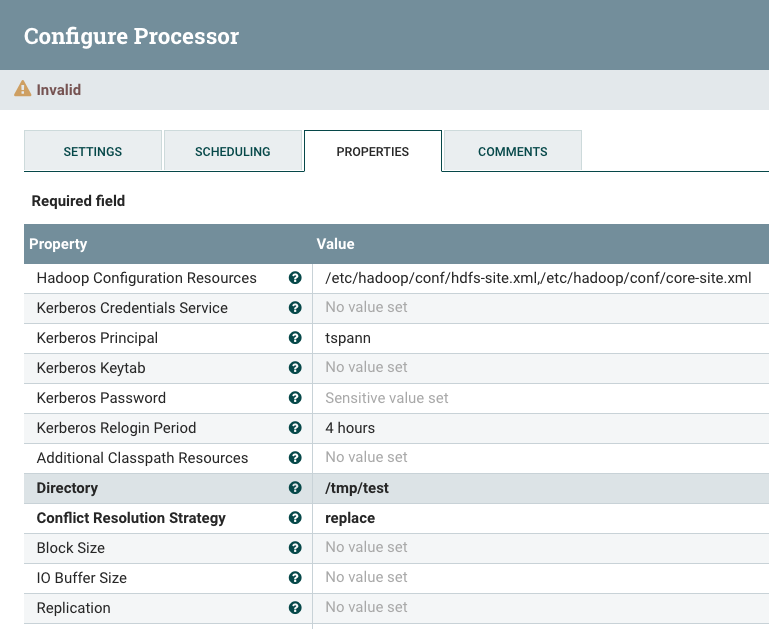 Configure Processor
Invalid
SETTINGS SCHEDULING PROPERTIES COMMENTS
Required field
Property Value
Hadoop Configuration Resources /etc/hadoop/conf/hdfs-site.xml,/etc/hadoop/conf/core-site.xml
Kerberos Credentials Service No value set
Kerberos Principal tspann
Kerberos Keytab No value set
Kerberos Password Sensitive value set
Kerberos Relogin Period 4 hours
Additional Classpath Resources No value set
Directory /tmp/test
Conflict Resolution Strategy replace
Block Size No value set
IO Buffer Size No value set
Replication No value set